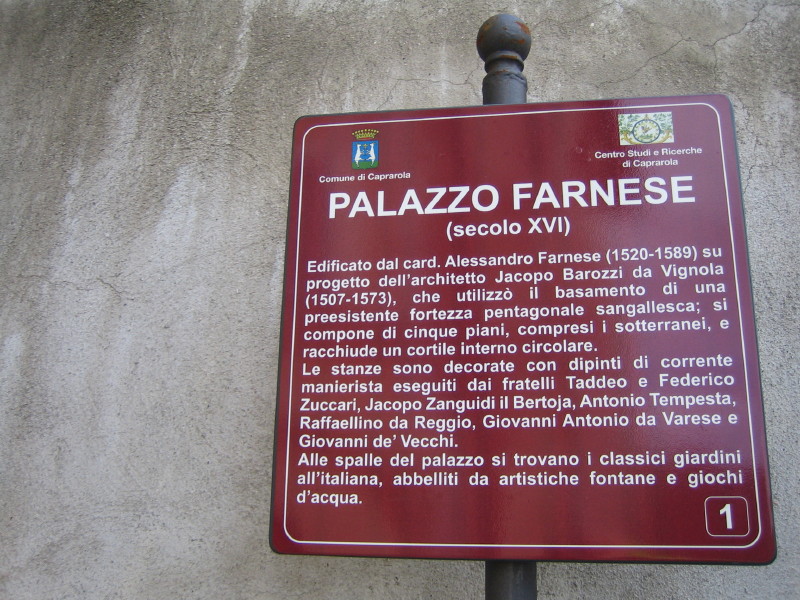 Comune di Caprarola
Centro Studi e Ricerche
di Caprarola
PALAZZO FARNESE
(secolo XVI)
Edificato dal card. Alessandro Farnese (1520-1589) su
progetto dell'architetto Jacopo Barozzi da Vignola
(1507-1573), che utilizzò il basamento di una
preesistente fortezza pentagonale sangallesca; si
compone di cinque piani, compresi i sotterranei, e
racchiude un cortile interno circolare.
Le stanze sono decorate con dipinti di corrente
manierista eseguiti dai fratelli Taddeo e Federico
Zuccari, Jacopo Zanguidi il Bertoja, Antonio Tempesta,
Raffaellino da Reggio, Giovanni Antonio da Varese e
Giovanni de' Vecchi.
Alle spalle del palazzo si trovano i classici giardini
all'italiana, abbelliti da artistiche fontane e giochi
d'acqua.
1